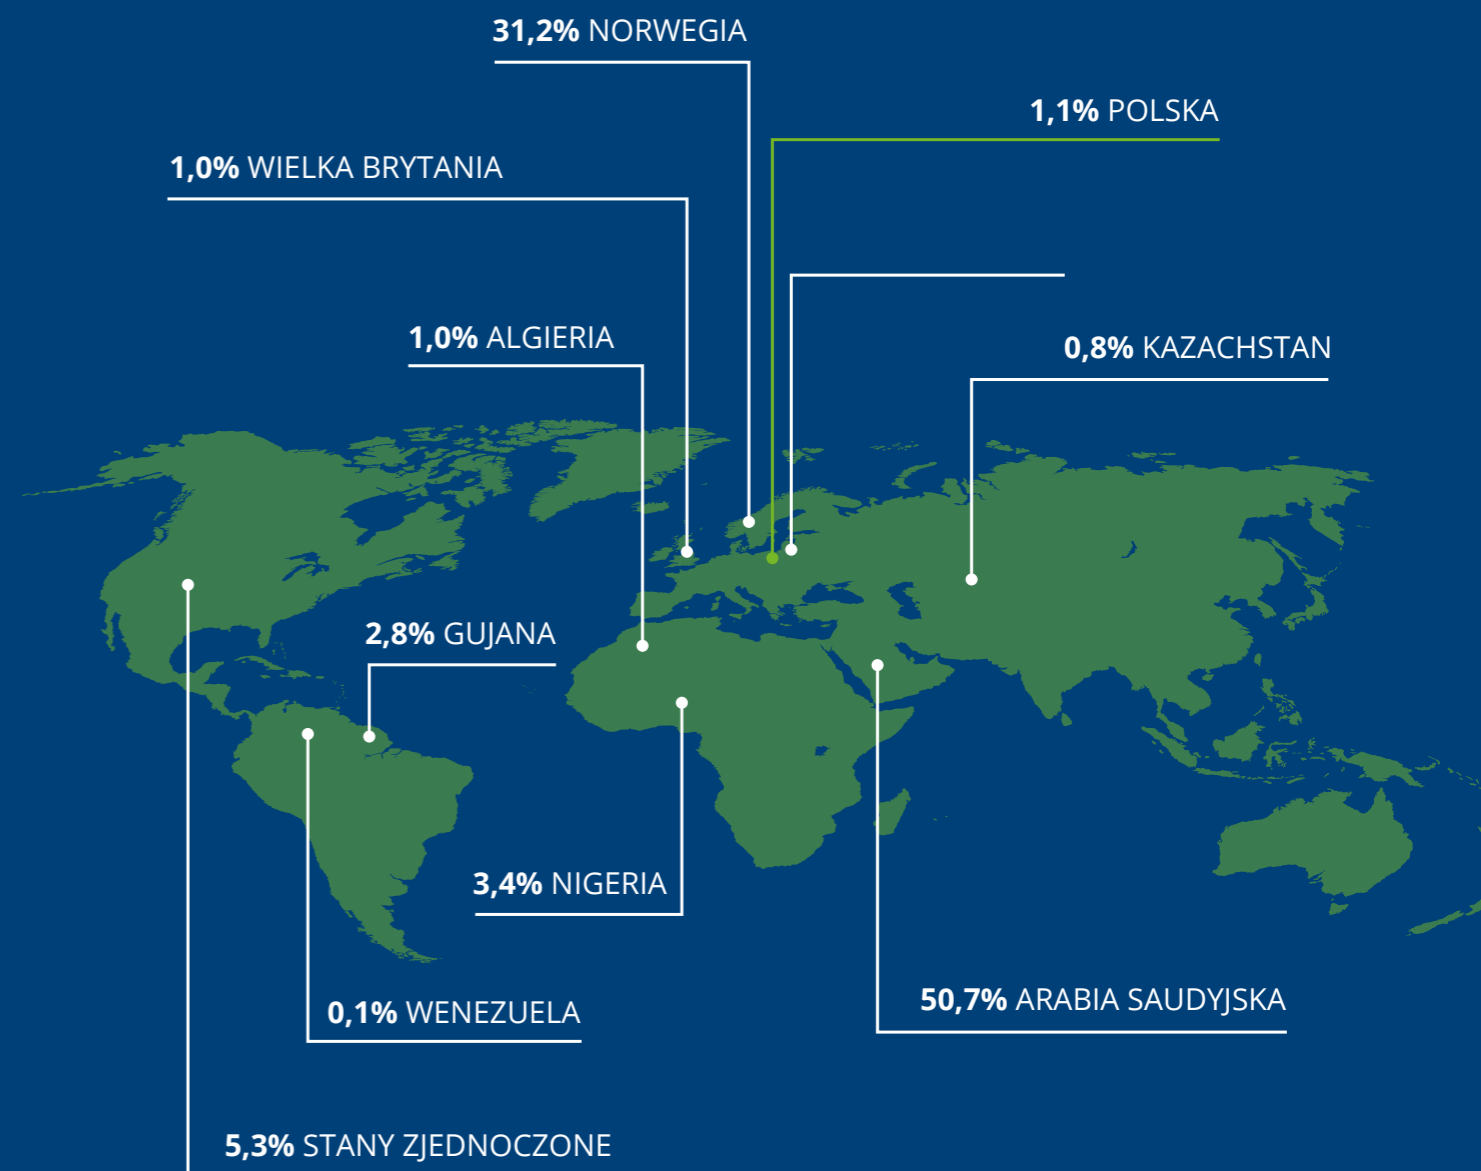 31,2% NORWEGIA
1,1% POLSKA
1,0% WIELKA BRYTANIA
1,0% ALGIERIA
0,8% KAZACHSTAN
2,8% GUJANA
3,4% NIGERIA
50,7% ARABIA SAUDYJSKA
0,1% WENEZUELA
5,3% STANY ZJEDNOCZONE